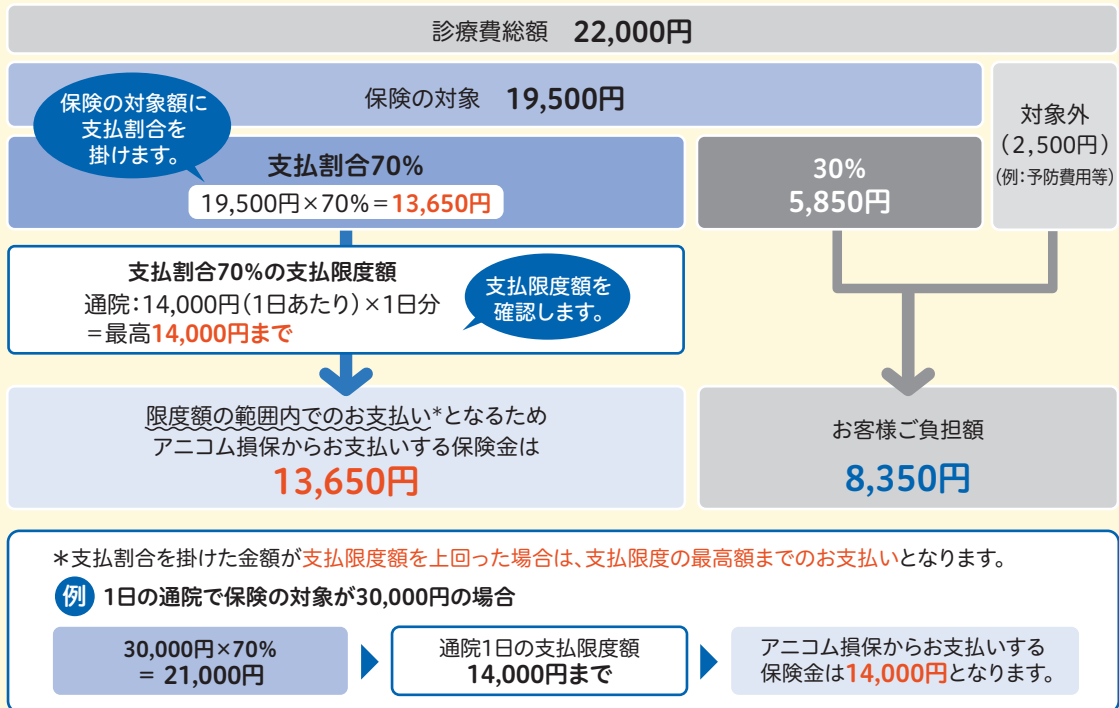 診療費総額 22,000円
保険の対象 19,500円
保険の対象額に
支払割合を
掛けます。
対象外
(2,500円)
(例:予防費用等)
支払割合70%
19,500円×70%=13,650円
30%
5,850円
支払割合70%の支払限度額
通院:14,000円(1日あたり)×1日分
=最高14,000円まで
支払限度額を
確認します。
限度額の範囲内でのお支払い*となるため
アニコム損保からお支払いする保険金は
13,650円
お客様ご負担額
8,350円
*支払割合を掛けた金額が支払限度額を上回った場合は、支払限度の最高額までのお支払いとなります。
例 1日の通院で保険の対象が30,000円の場合
30,000円×70%
= 21,000円
通院1日の支払限度額
14,000円まで
アニコム損保からお支払いする
保険金は14,000円となります。